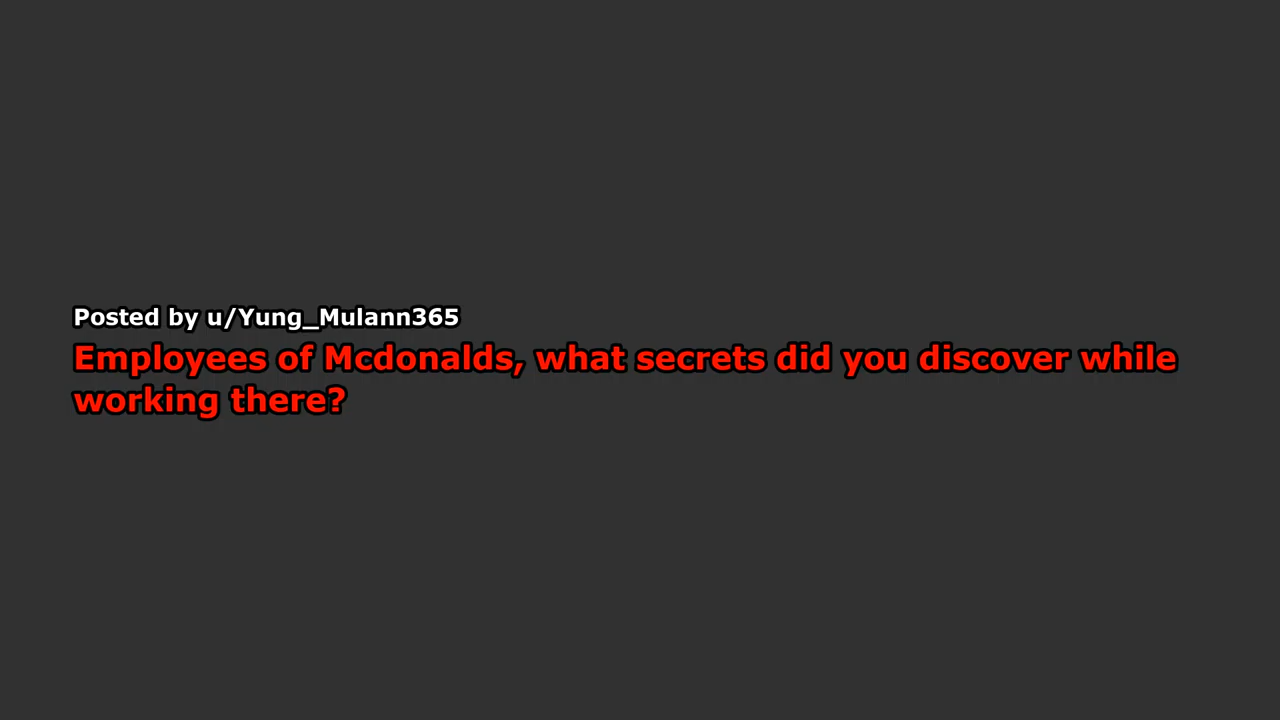 Posted by u/Yung_Mulann365
Employees of Mcdonalds, what secrets did you discover while
working there?